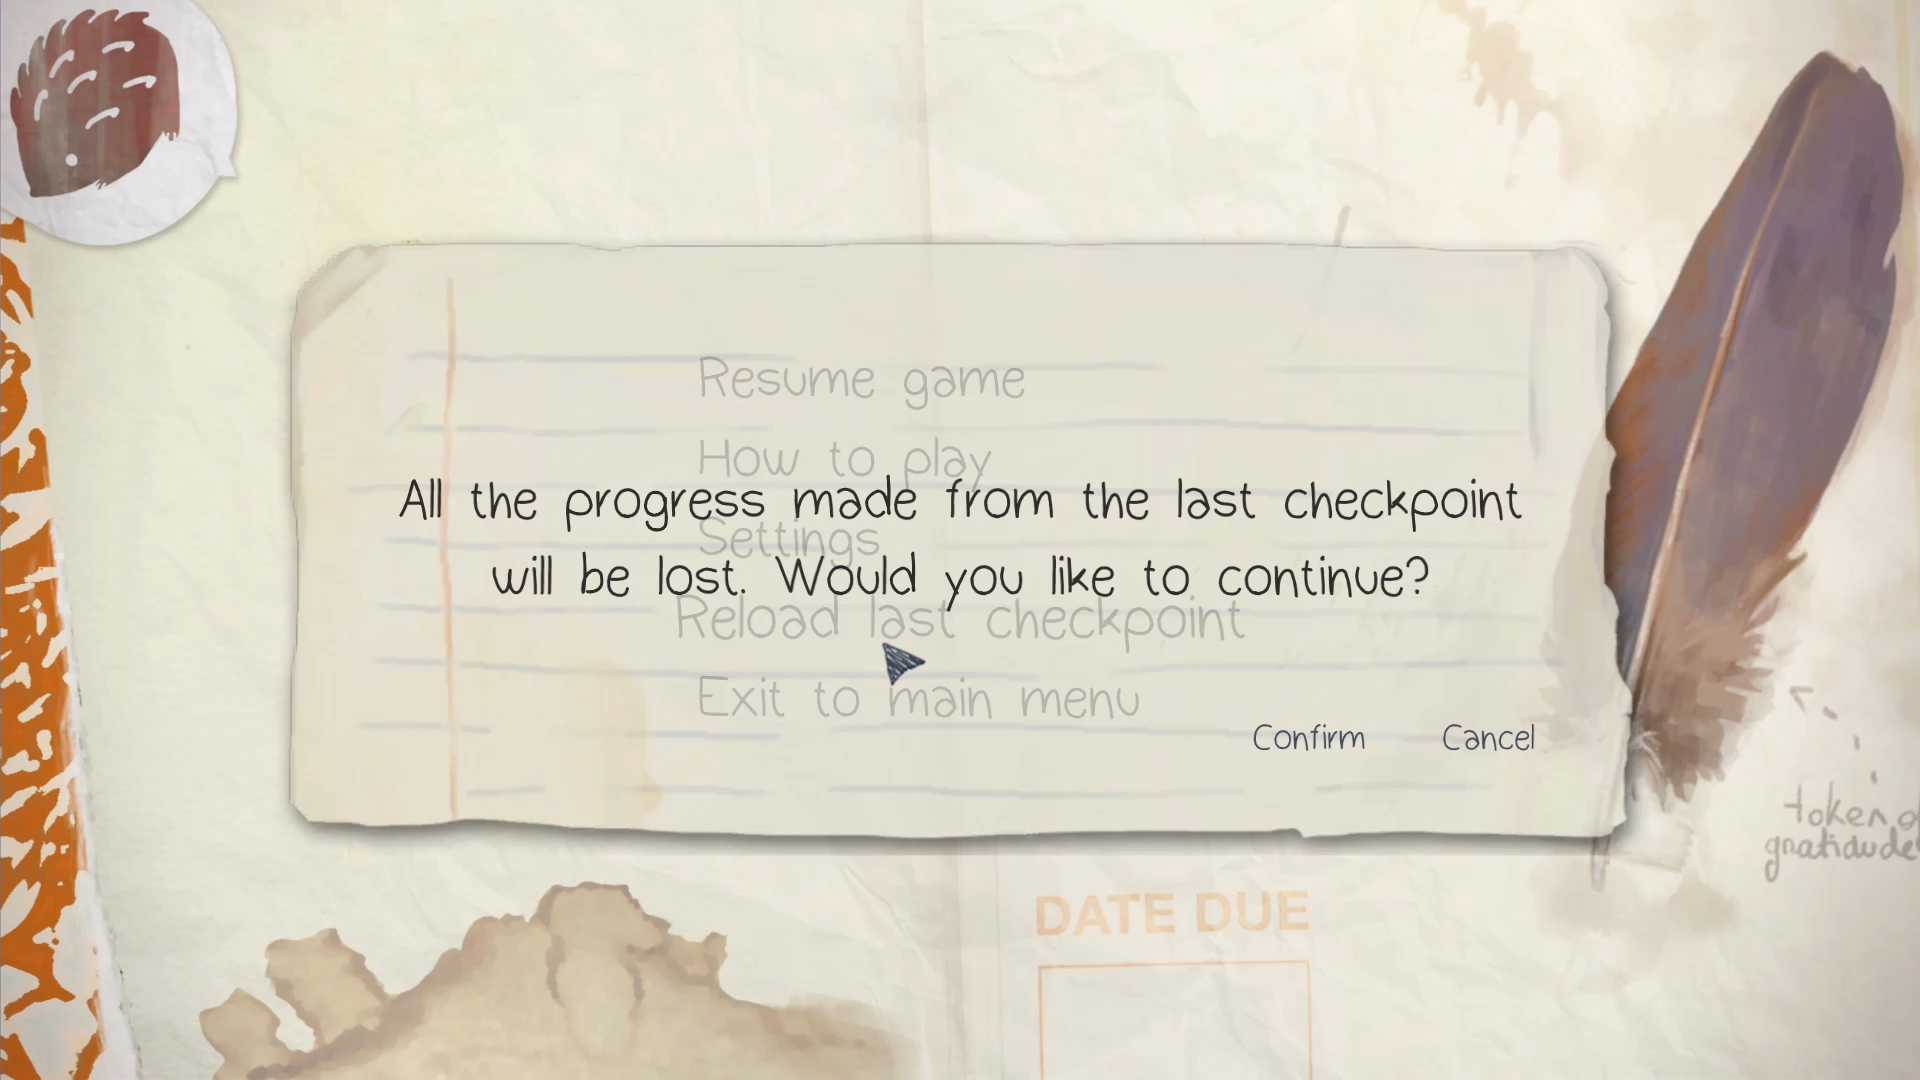 Resume game
How to play
All the progress made from the last checkpoint
Settings
will be lost. Would you like to continue?
Reload last checkpoint
Exit to main menu
Confirm Cancel
token o
gratidude
DATE DUE